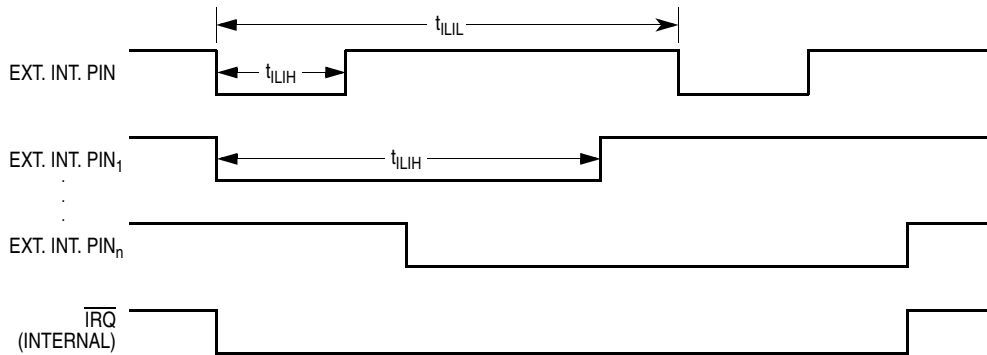 tILIL
EXT. INT. PIN
tILIH
EXT. INT. PIN1
tILIH
.
.
.
EXT. INT. PINn
IRQ
(INTERNAL)